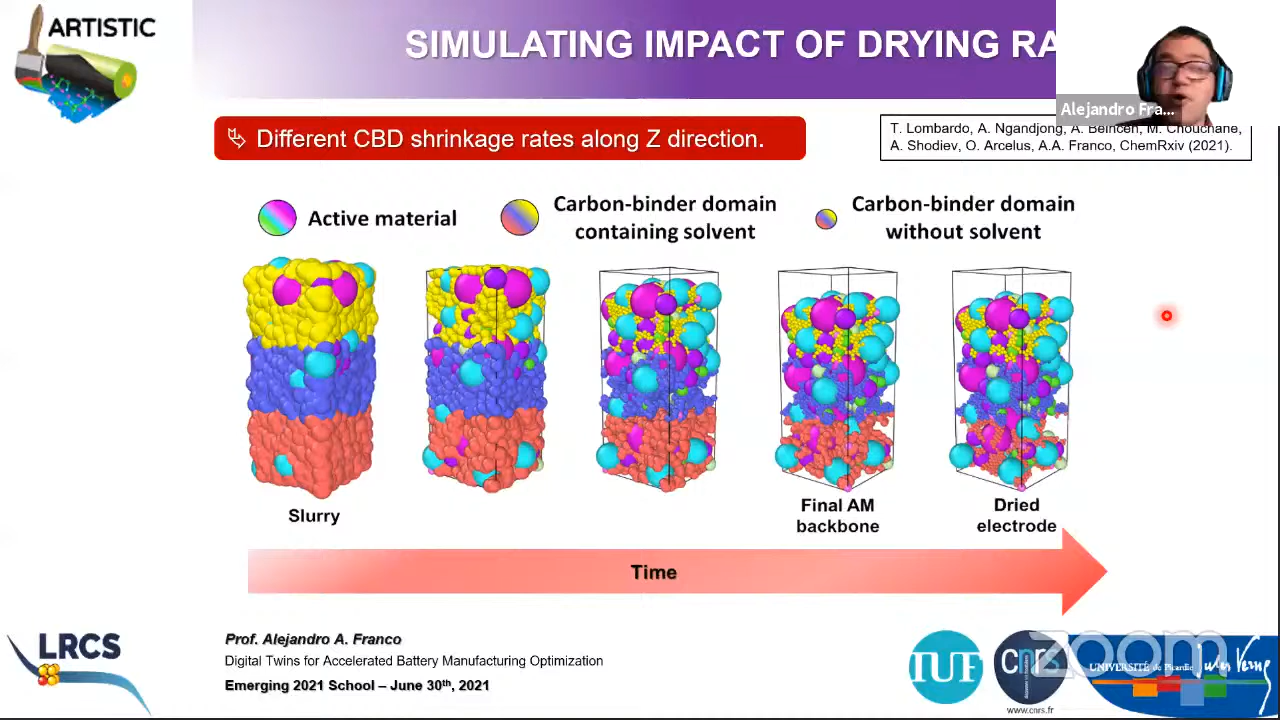 ARTISTIC
SIMULATING IMPACT OF DRYING RA
Alejandro Fra...
Different CBD shrinkage rates along Z direction.
T. Lombardo, A. Ngandjong, A. Belncen, M. Chouchane,
A. Shodiev, O. Arcelus, A.A. Franco, ChemRxiv (2021).
Active material
Carbon-binder domain
containing solvent
Carbon-binder domain
without solvent
Slurry
Final AM
backbone
Dried
electrode
Time
LRCS
Prof. Alejandro A. Franco
Digital Twins for Accelerated Battery Manufacturing Optimization
Emerging 2021 School – June 30th, 2021
IUF
cnrs
www.cnrs.fr
zoom
UNIVERSITÉ de Picardie Jules Verne